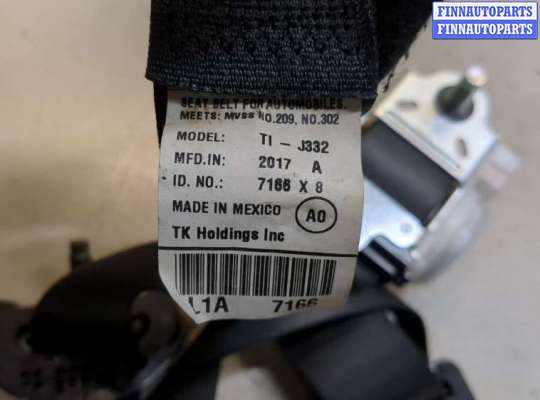 FINNAUTOPARTS
FINNAUTOPARTS
SEAT BELT FOR AUTOMOBILES.
MEETS: MVSS NO.209, NO.302
MODEL: TI - J332
MFD.IN: 2017 A
ID. NO.: 7166 X 8
MADE IN MEXICO AO
TK Holdings Inc
L1A 7166